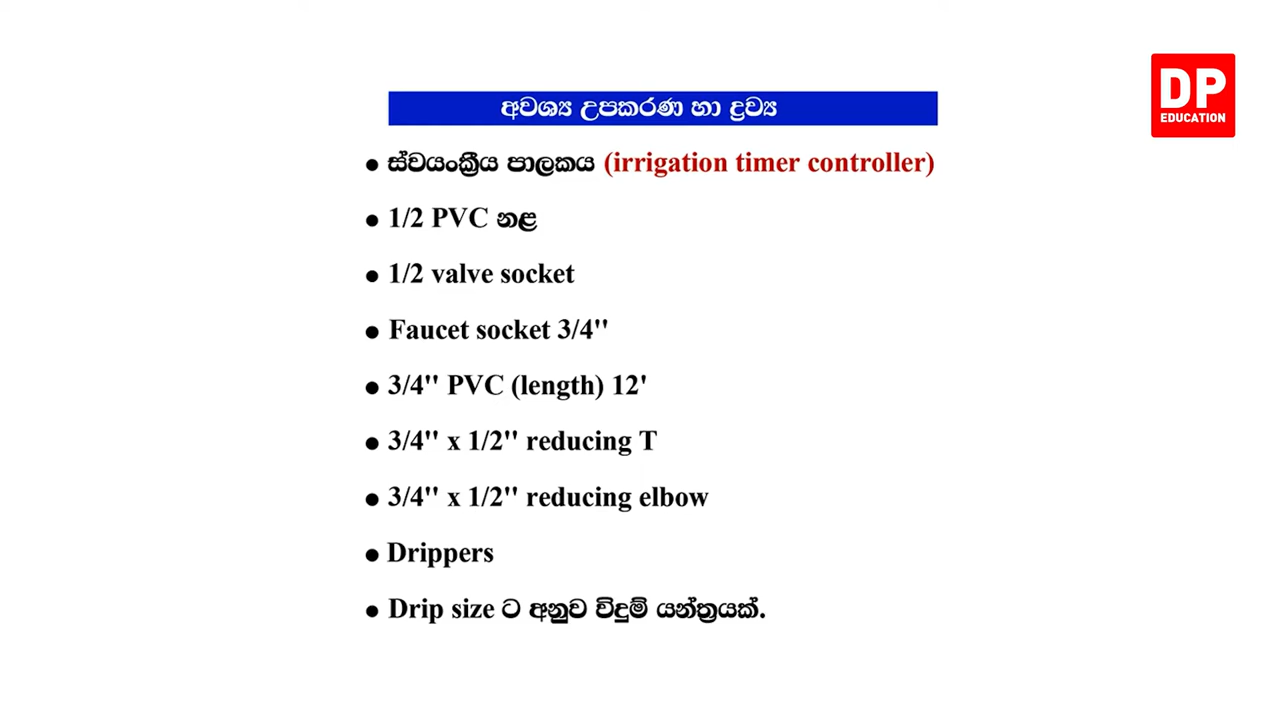 DP
EDUCATION
අවශ්‍ය උපකරණ හා ද්‍රව්‍ය
● ස්වයංක්‍රීය පාලකය (irrigation timer controller)
● 1/2 PVC නළ
● 1/2 valve socket
● Faucet socket 3/4''
● 3/4'' PVC (length) 12'
● 3/4'' x 1/2'' reducing T
● 3/4'' x 1/2'' reducing elbow
● Drippers
● Drip size ට අනුව විදුම් යන්ත්‍රයක්.